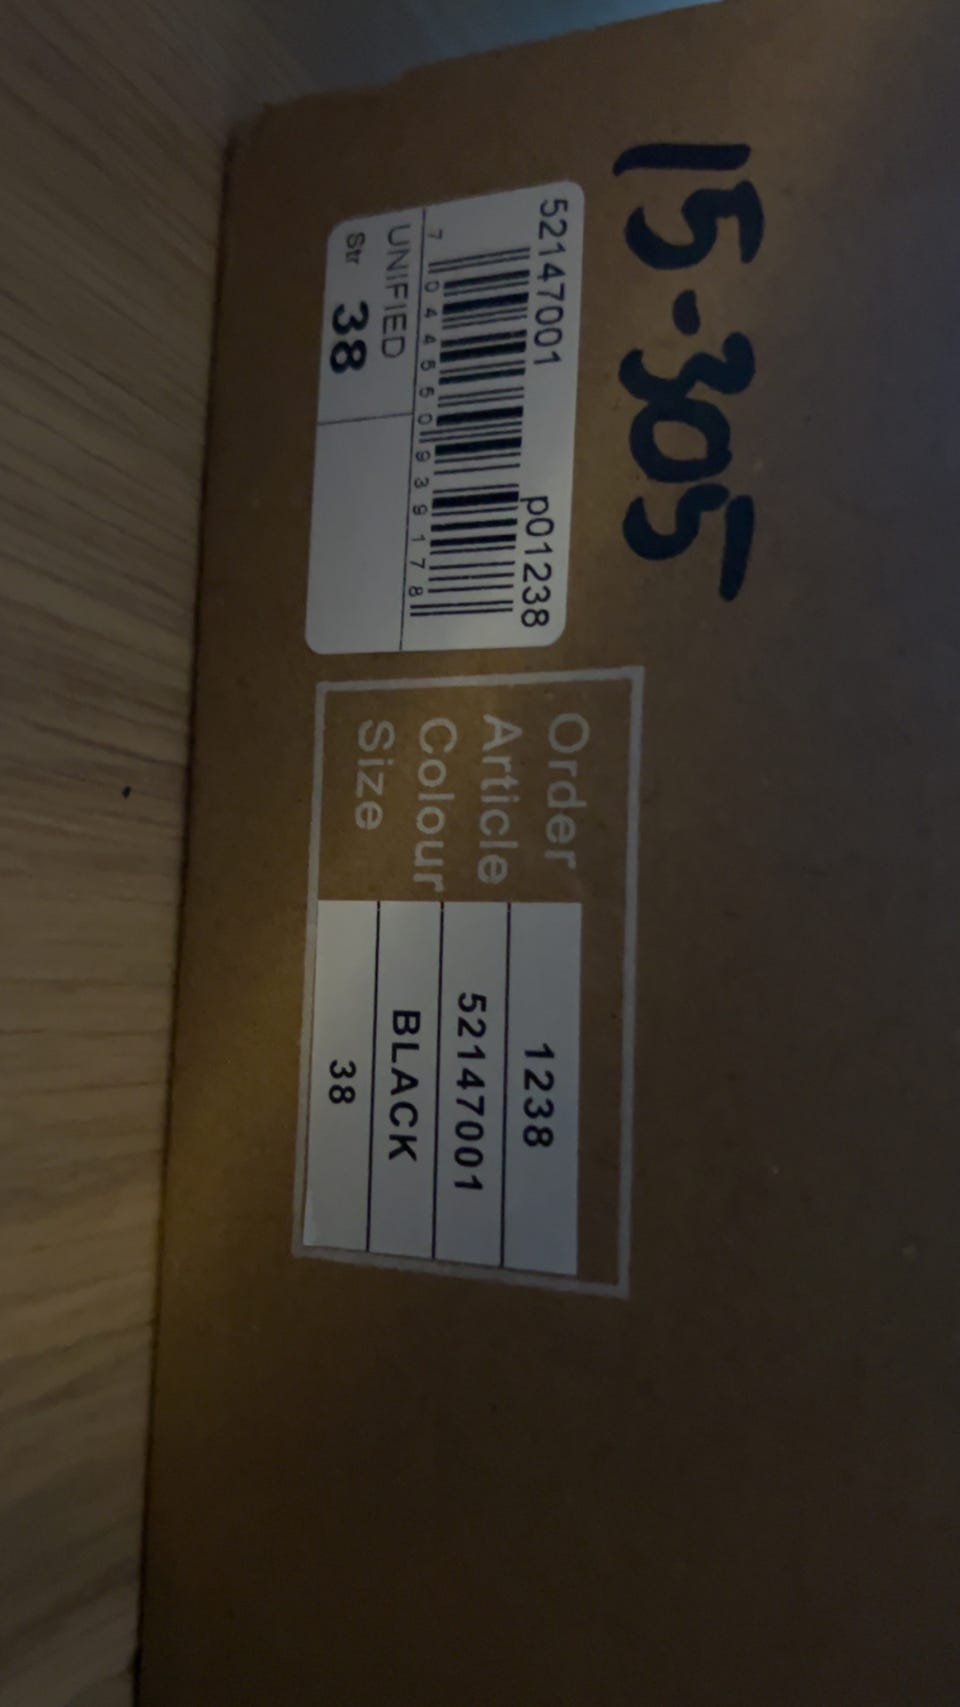 15-305
52147001 p01238
7 044550 939178
UNIFIED
Str 38
Order 1238
Article 52147001
Colour BLACK
Size 38